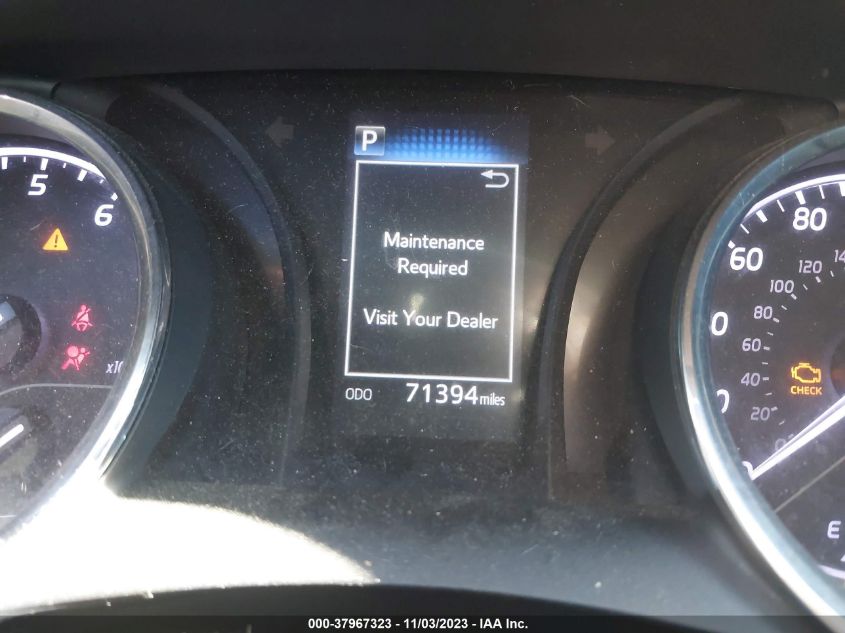 P
Maintenance
Required
Visit Your Dealer
ODO 71394 miles
5
6
60
80
120
100
80
60
40
20
0
CHECK
E
000-37967323 - 11/03/2023 - IAA Inc.